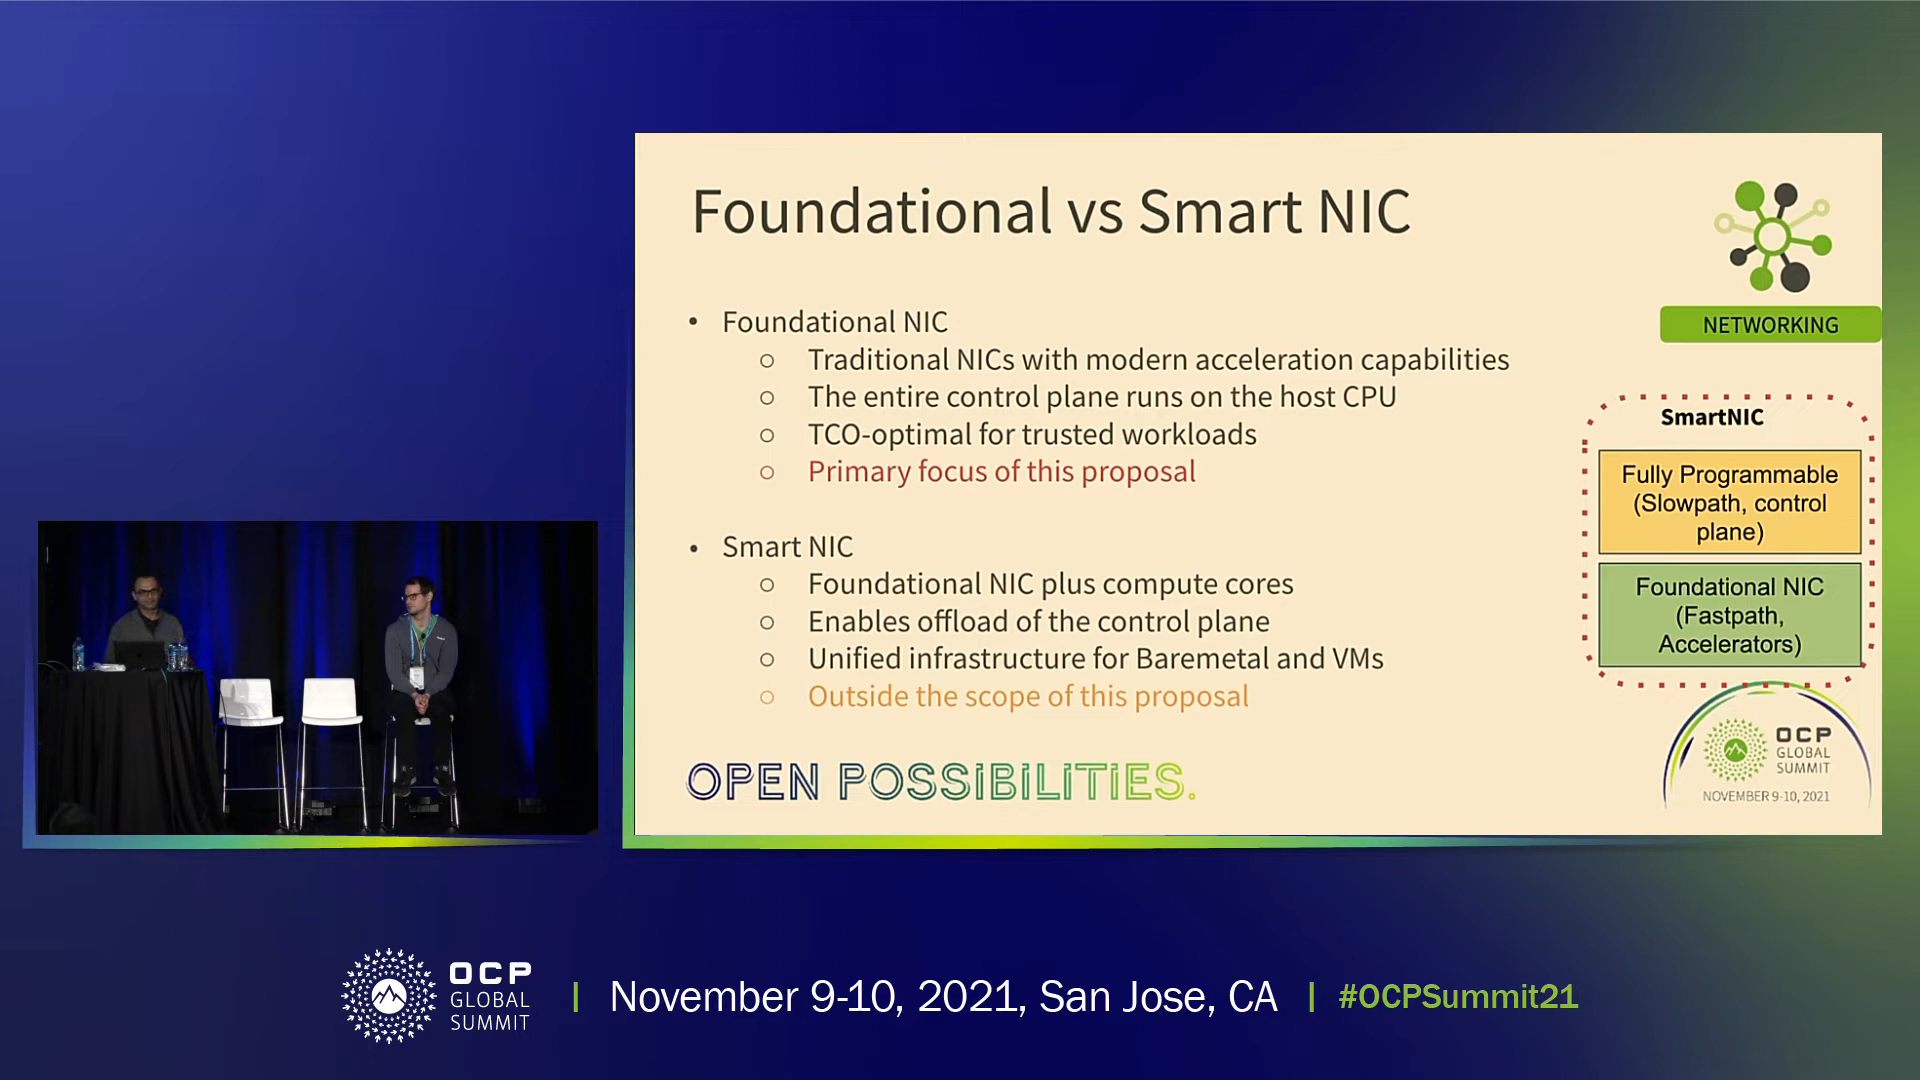 Foundational vs Smart NIC
• Foundational NIC
○ Traditional NICs with modern acceleration capabilities
○ The entire control plane runs on the host CPU
○ TCO-optimal for trusted workloads
○ Primary focus of this proposal
• Smart NIC
○ Foundational NIC plus compute cores
○ Enables offload of the control plane
○ Unified infrastructure for Baremetal and VMs
○ Outside the scope of this proposal
NETWORKING
SmartNIC
Fully Programmable
(Slowpath, control
plane)
Foundational NIC
(Fastpath,
Accelerators)
OPEN POSSIBILITIES.
OCP
GLOBAL
SUMMIT
NOVEMBER 9-10, 2021
OCP
GLOBAL
SUMMIT
| November 9-10, 2021, San Jose, CA | #OCPSummit21